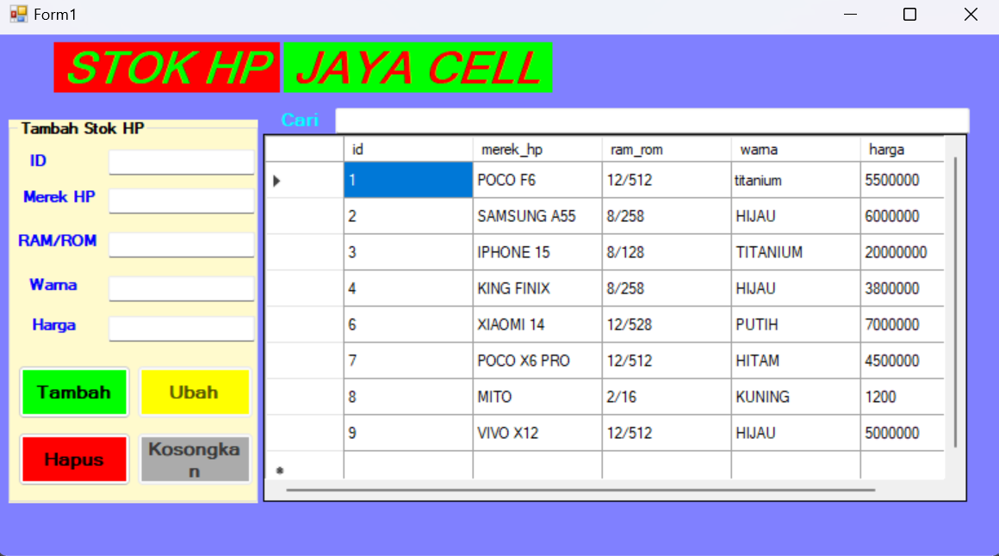 Form1
STOK HP JAYA CELL
Cari
Tambah Stok HP
ID
Merek HP
RAM/ROM
Warna
Harga
Tambah Ubah
Hapus Kosongka
n
id merek_hp ram_rom warna harga
1 POCO F6 12/512 titanium 5500000
2 SAMSUNG A55 8/258 HIJAU 6000000
3 IPHONE 15 8/128 TITANIUM 20000000
4 KING FINIX 8/258 HIJAU 3800000
6 XIAOMI 14 12/528 PUTIH 7000000
7 POCO X6 PRO 12/512 HITAM 4500000
8 MITO 2/16 KUNING 1200
9 VIVO X12 12/512 HIJAU 5000000